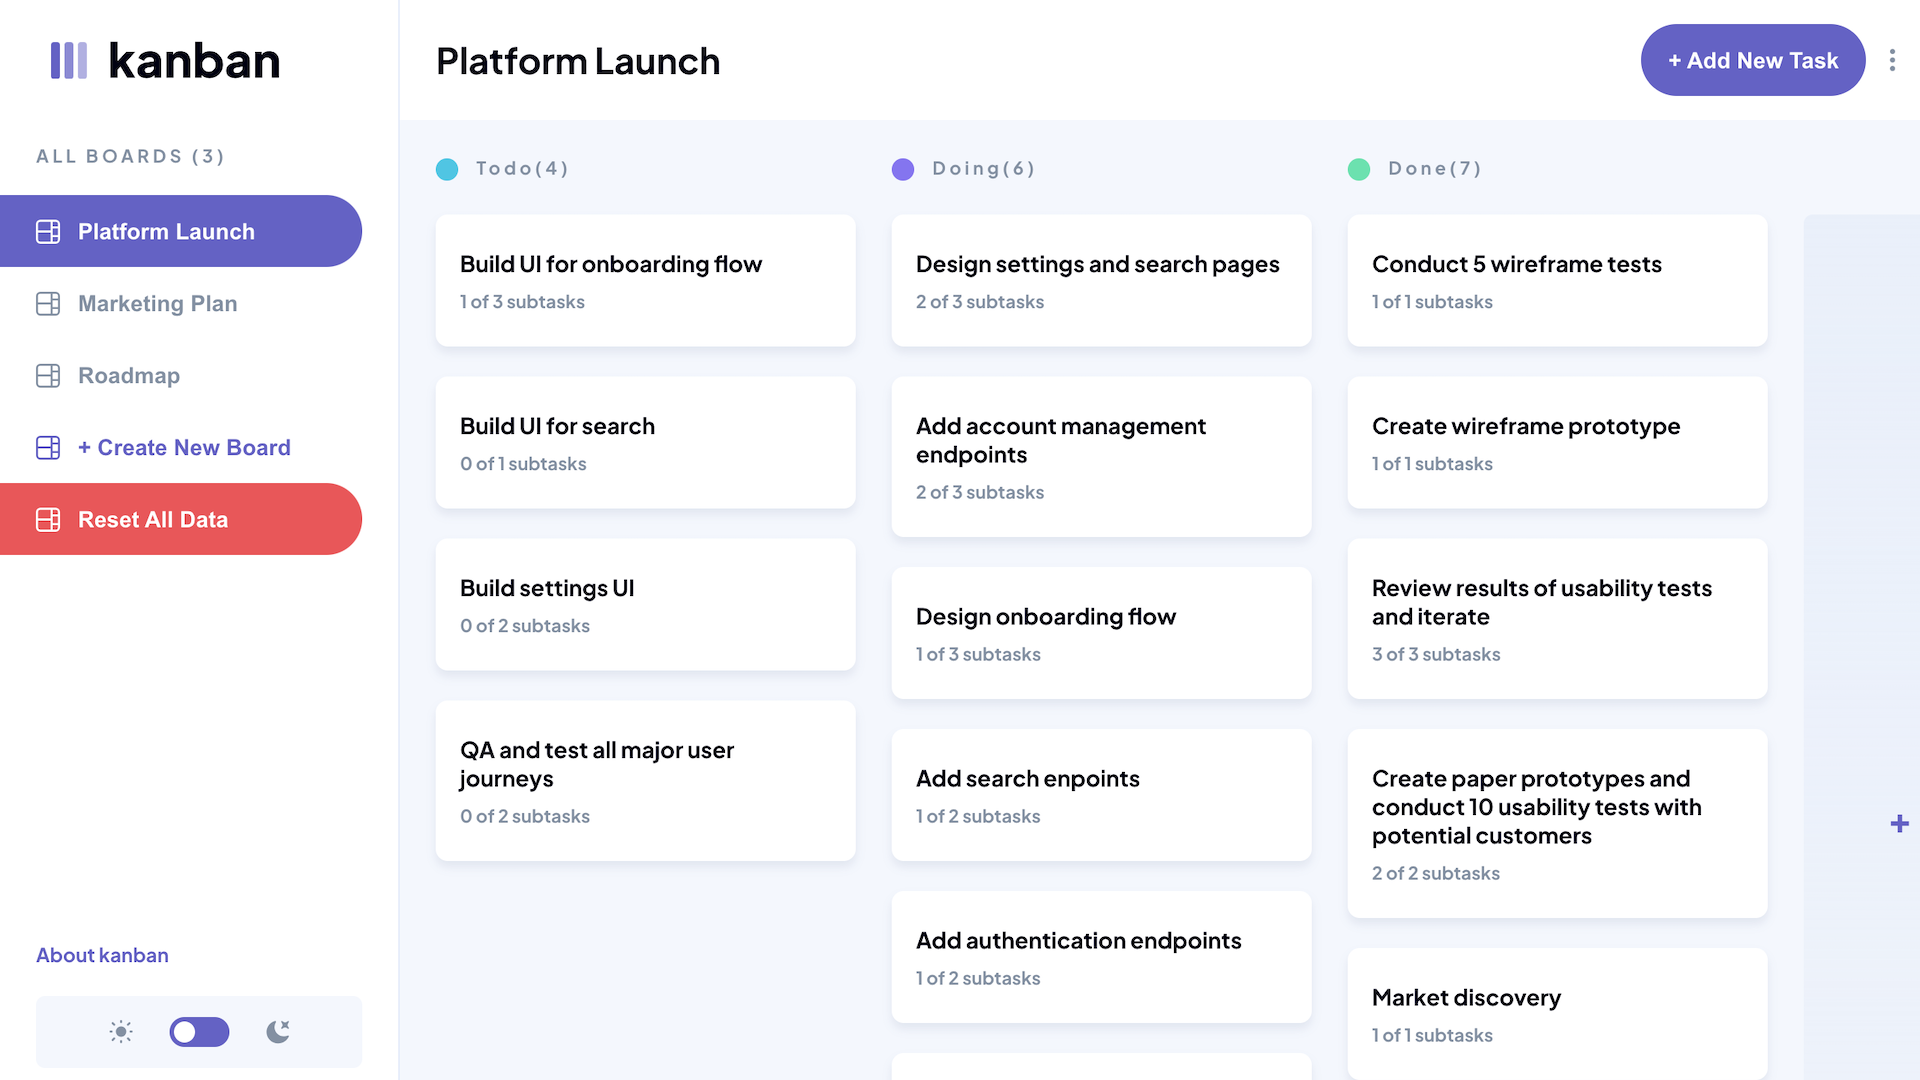 kanban
ALL BOARDS (3)
Platform Launch
Marketing Plan
Roadmap
+ Create New Board
Reset All Data
About kanban
Platform Launch
+ Add New Task
Todo(4)
Build UI for onboarding flow
1 of 3 subtasks
Build UI for search
0 of 1 subtasks
Build settings UI
0 of 2 subtasks
QA and test all major user
journeys
0 of 2 subtasks
Doing(6)
Design settings and search pages
2 of 3 subtasks
Add account management
endpoints
2 of 3 subtasks
Design onboarding flow
1 of 3 subtasks
Add search enpoints
1 of 2 subtasks
Add authentication endpoints
1 of 2 subtasks
Done(7)
Conduct 5 wireframe tests
1 of 1 subtasks
Create wireframe prototype
1 of 1 subtasks
Review results of usability tests
and iterate
3 of 3 subtasks
Create paper prototypes and
conduct 10 usability tests with
potential customers
2 of 2 subtasks
Market discovery
1 of 1 subtasks
+